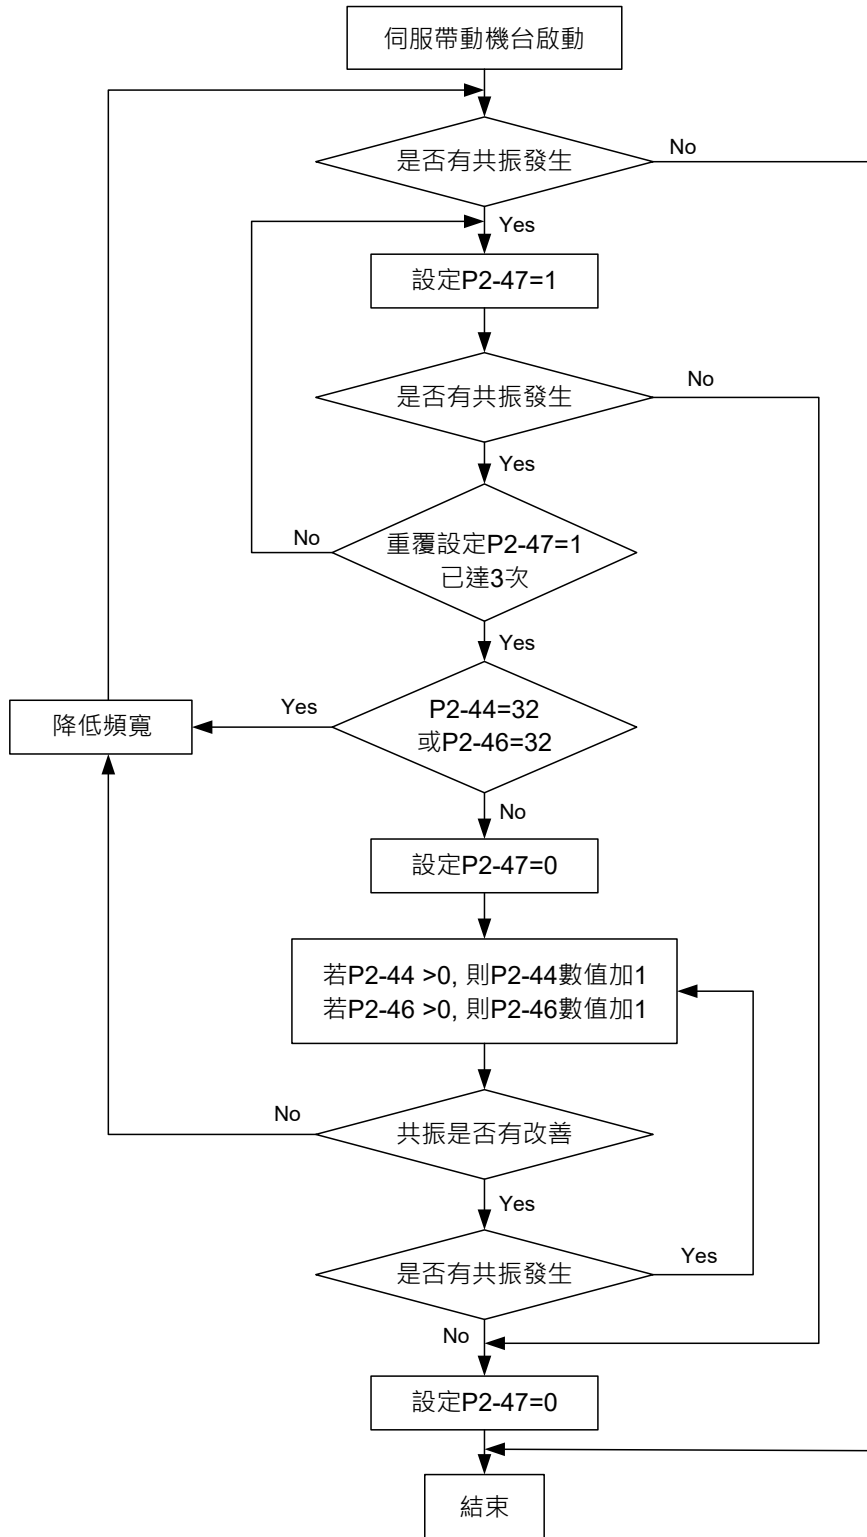 伺服帶動機台啟動
是否有共振發生
No
Yes
設定P2-47=1
是否有共振發生
No
Yes
No
重覆設定P2-47=1
已達3次
Yes
降低頻寬
Yes
P2-44=32
或P2-46=32
No
設定P2-47=0
若P2-44 >0, 則P2-44數值加1
若P2-46 >0, 則P2-46數值加1
No
共振是否有改善
Yes
是否有共振發生
Yes
No
設定P2-47=0
結束